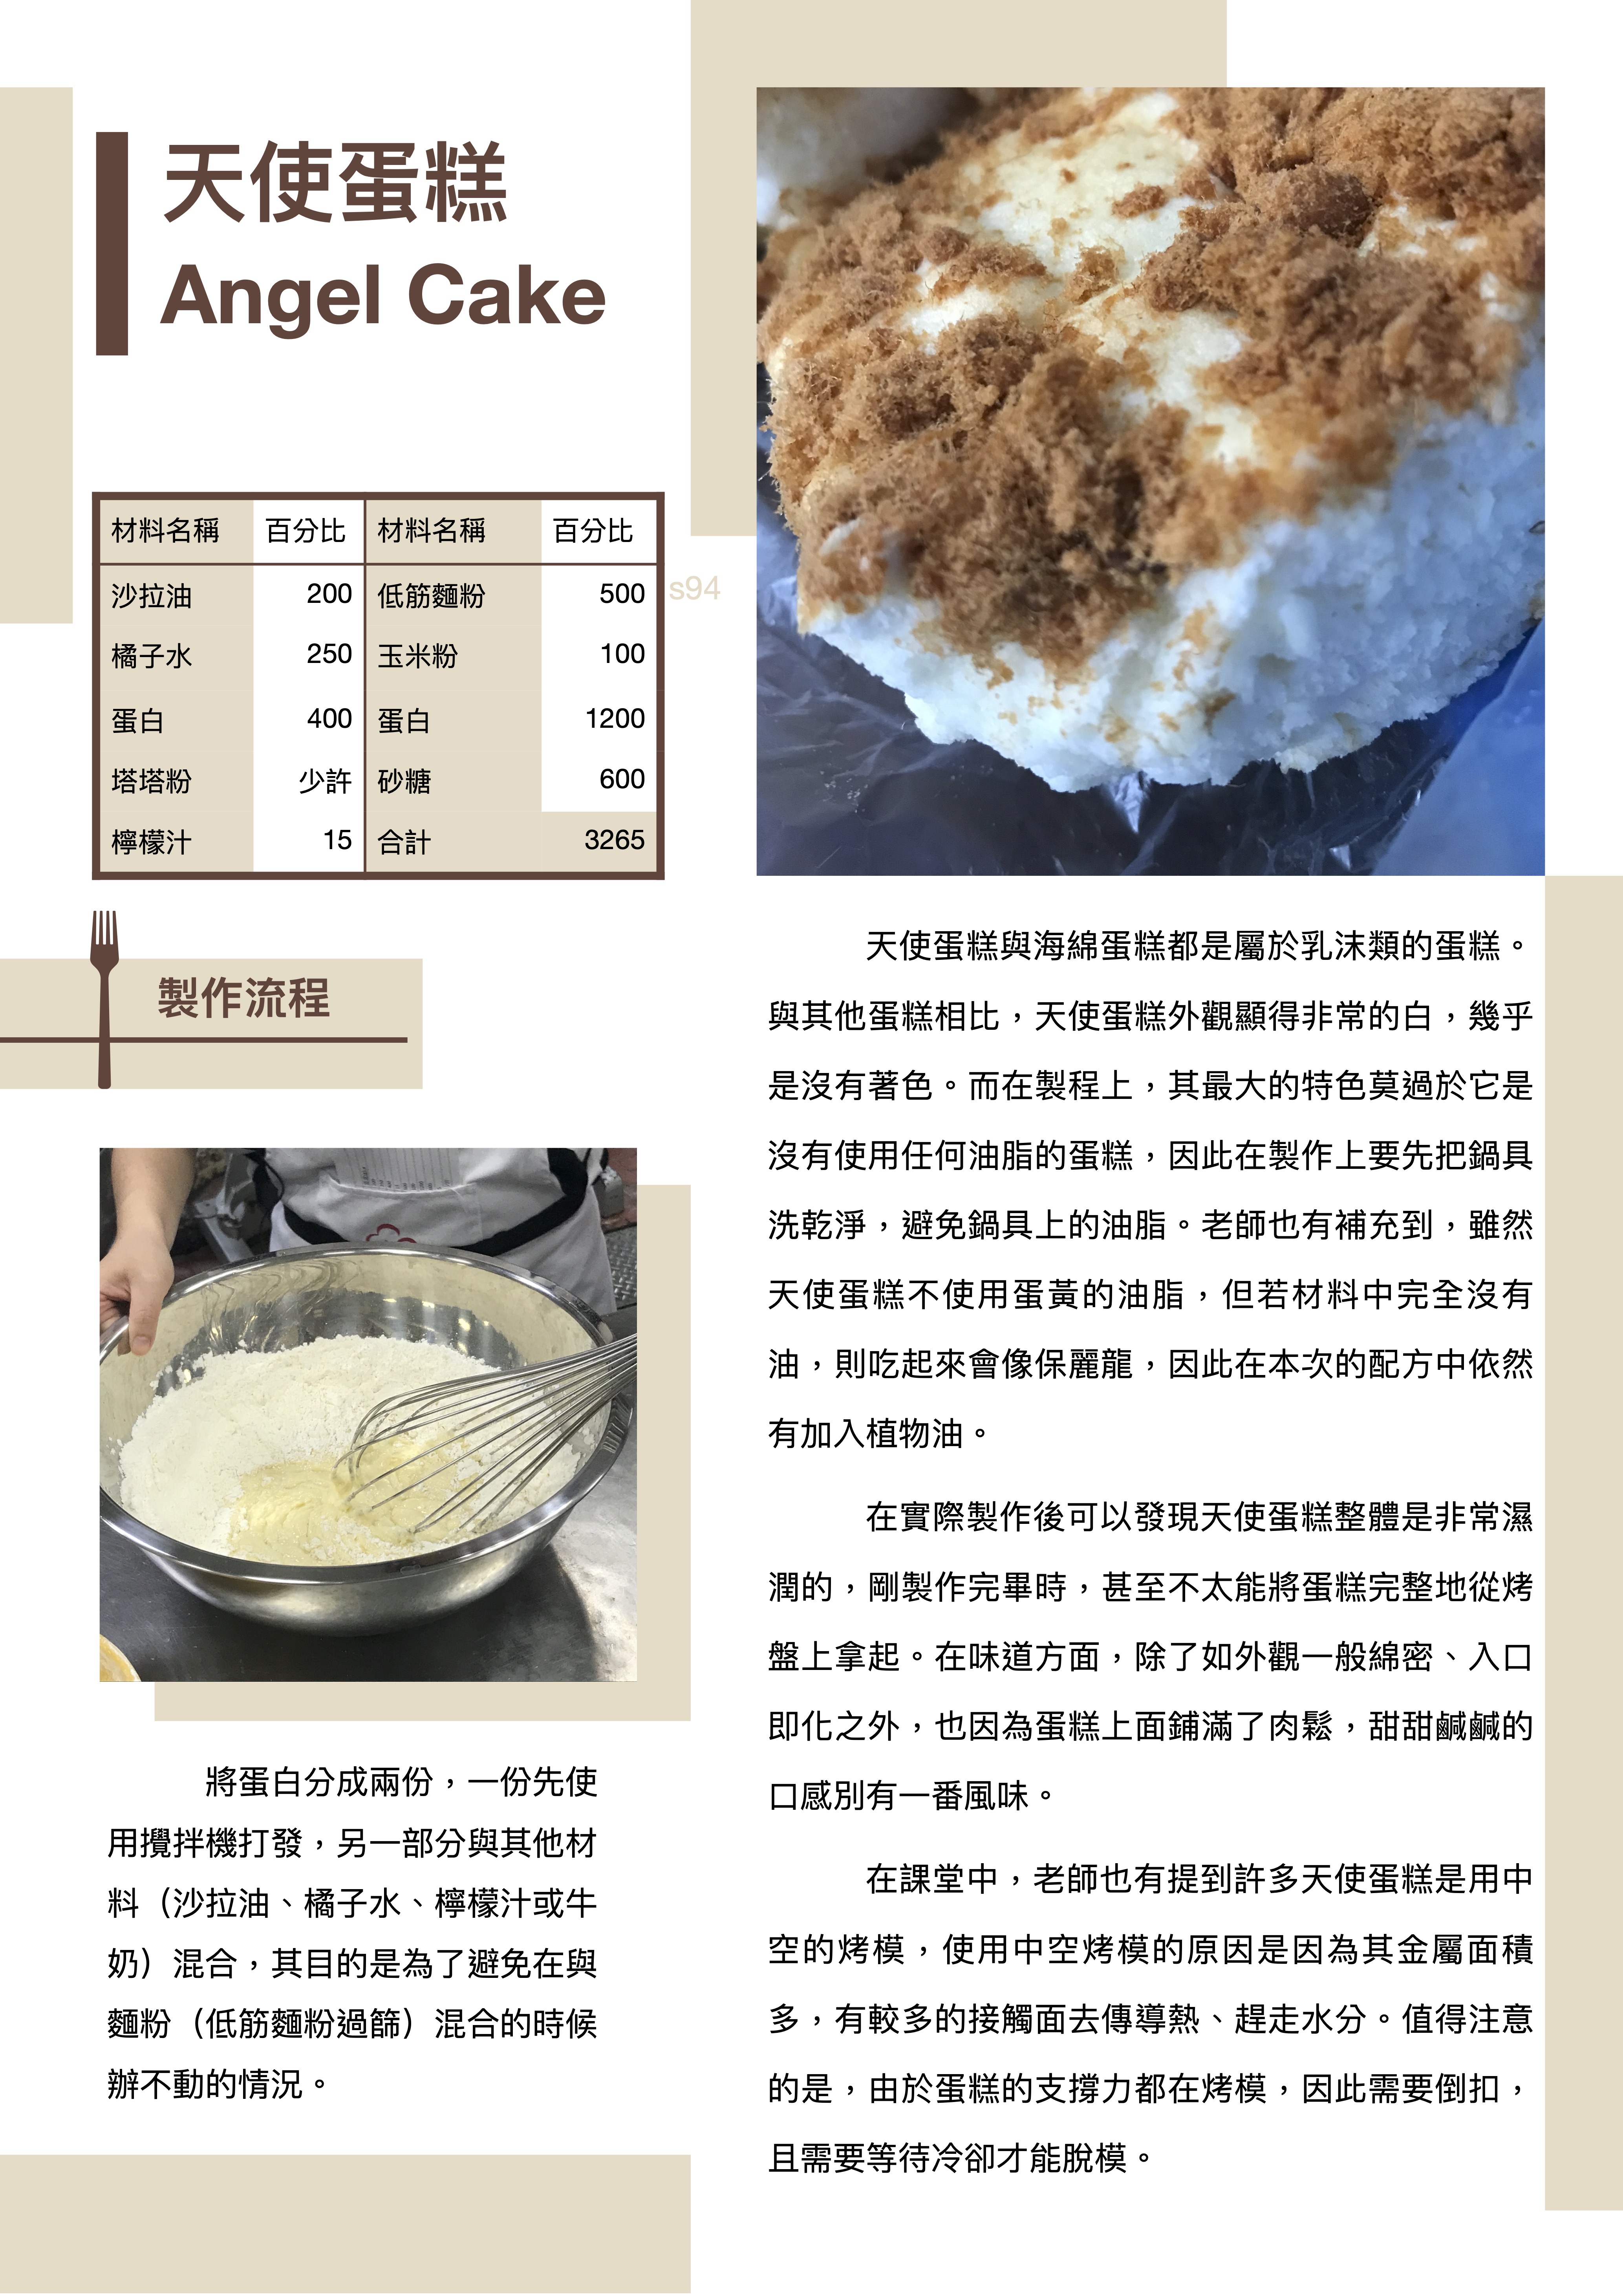 天使蛋糕
Angel Cake
材料名稱 百分比 材料名稱 百分比
沙拉油 200 低筋麵粉 500
s94
橘子水 250 玉米粉 100
蛋白 400 蛋白 1200
塔塔粉 少許 砂糖 600
檸檬汁 15 合計 3265
製作流程
將蛋白分成兩份，一份先使
用攪拌機打發，另一部分與其他材
料（沙拉油、橘子水、檸檬汁或牛
奶）混合，其目的是為了避免在與
麵粉（低筋麵粉過篩）混合的時候
辦不動的情況。
天使蛋糕與海綿蛋糕都是屬於乳沫類的蛋糕。
與其他蛋糕相比，天使蛋糕外觀顯得非常的白，幾乎
是沒有著色。而在製程上，其最大的特色莫過於它是
沒有使用任何油脂的蛋糕，因此在製作上要先把鍋具
洗乾淨，避免鍋具上的油脂。老師也有補充到，雖然
天使蛋糕不使用蛋黃的油脂，但若材料中完全沒有
油，則吃起來會像保麗龍，因此在本次的配方中依然
有加入植物油。
在實際製作後可以發現天使蛋糕整體是非常濕
潤的，剛製作完畢時，甚至不太能將蛋糕完整地從烤
盤上拿起。在味道方面，除了如外觀一般綿密、入口
即化之外，也因為蛋糕上面鋪滿了肉鬆，甜甜鹹鹹的
口感別有一番風味。
在課堂中，老師也有提到許多天使蛋糕是用中
空的烤模，使用中空烤模的原因是因為其金屬面積
多，有較多的接觸面去傳導熱、趕走水分。值得注意
的是，由於蛋糕的支撐力都在烤模，因此需要倒扣，
且需要等待冷卻才能脫模。